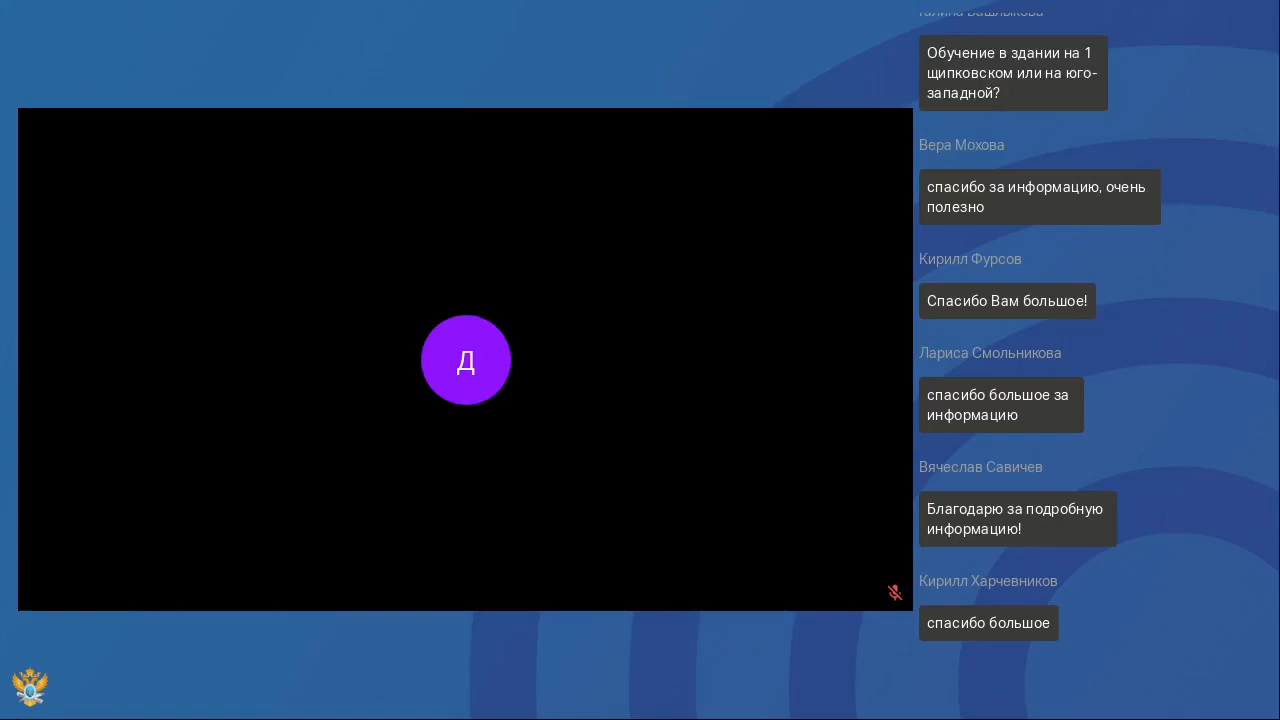 Обучение в здании на 1
щипковском или на юго-
западной?
Вера Мохова
спасибо за информацию, очень
полезно
Кирилл Фурсов
Спасибо Вам большое!
Лариса Смольникова
спасибо большое за
информацию
Вячеслав Савичев
Благодарю за подробную
информацию!
Кирилл Харчевников
спасибо большое
Д